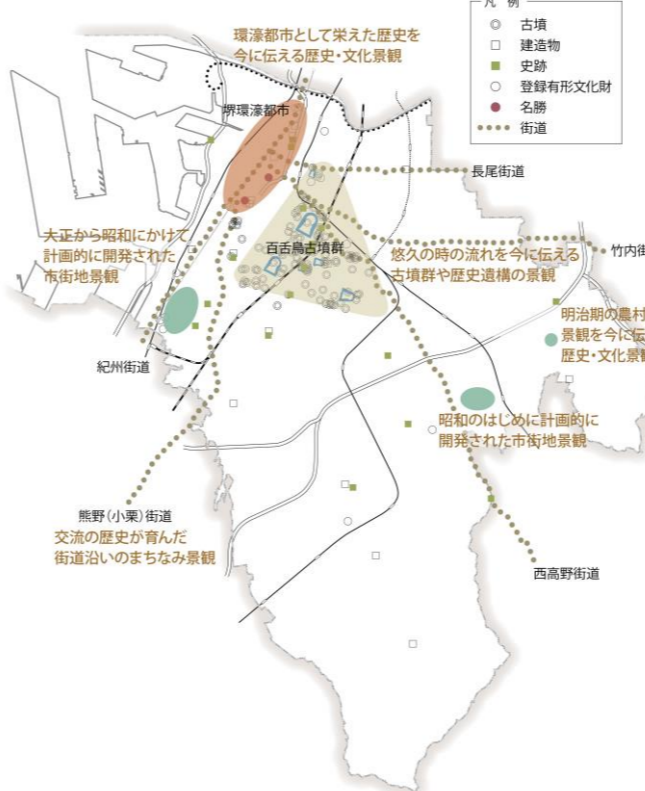 凡 例
古墳
建造物
史跡
登録有形文化財
名勝
街道
環濠都市として栄えた歴史を
今に伝える歴史・文化景観
堺環濠都市
長尾街道
大正から昭和にかけて
計画的に開発された
市街地景観
百舌鳥古墳群
悠久の時の流れを今に伝える
古墳群や歴史遺構の景観
竹内街
明治期の農村
景観を今に伝
歴史・文化景観
紀州街道
昭和のはじめに計画的に
開発された市街地景観
熊野(小栗)街道
交流の歴史が育んだ
街道沿いのまちなみ景観
西高野街道